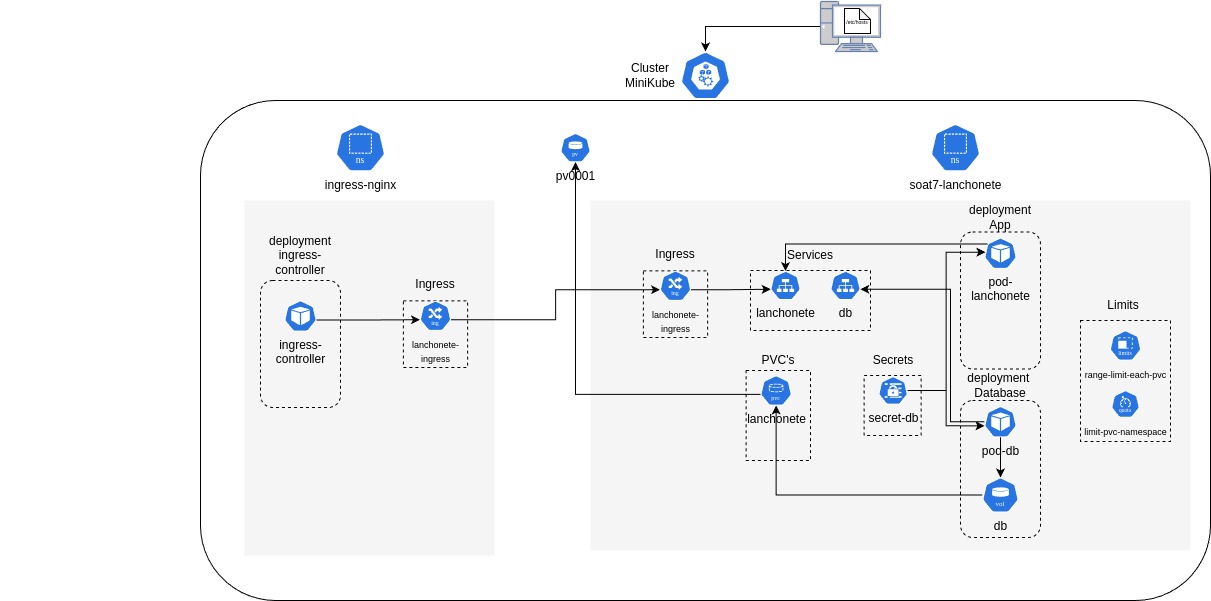 /etc/hosts
Cluster
MiniKube
ns
ingress-nginx
pv
pv0001
ns
soat7-lanchonete
deployment
ingress-
controller
ingress-
controller
Ingress
ing
lanchonete-
ingress
Ingress
ing
lanchonete-
ingress
Services
lanchonete
db
deployment
App
pod-
lanchonete
PVC's
pvc
lanchonete
Secrets
secret-db
deployment
Database
pod-db
vol
db
Limits
limits
range-limit-each-pvc
quota
limit-pvc-namespace